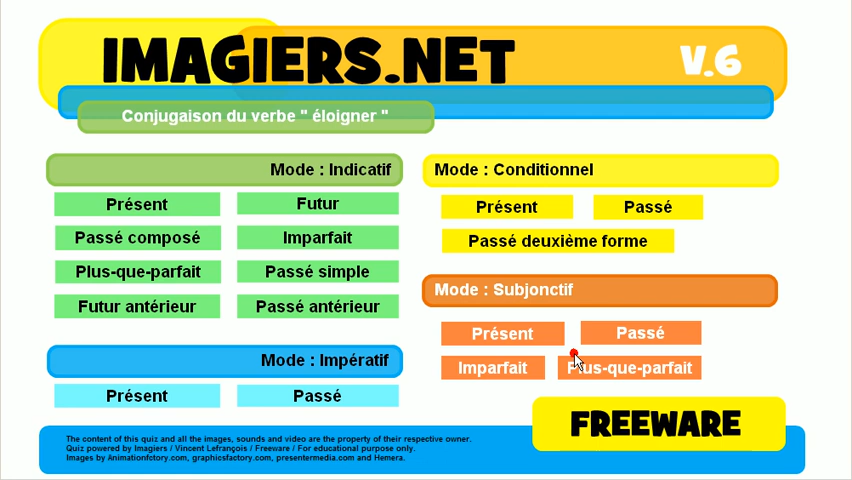 IMAGIERS.NET
V.6
Conjugaison du verbe " éloigner "
Mode : Indicatif
Présent
Futur
Passé composé
Imparfait
Plus-que-parfait
Passé simple
Futur antérieur
Passé antérieur
Mode : Impératif
Présent
Passé
Mode : Conditionnel
Présent
Passé
Passé deuxième forme
Mode : Subjonctif
Présent
Passé
Imparfait
Plus-que-parfait
FREEWARE
The content of this quiz and all the images, sounds and video are the property of their respective owner.
Quiz powered by Imagiers / Vincent Lefrançois / Freeware / For educational purpose only.
Images by Animationfctory.com, graphicsfactory.com, presentermedia.com and Hemera.